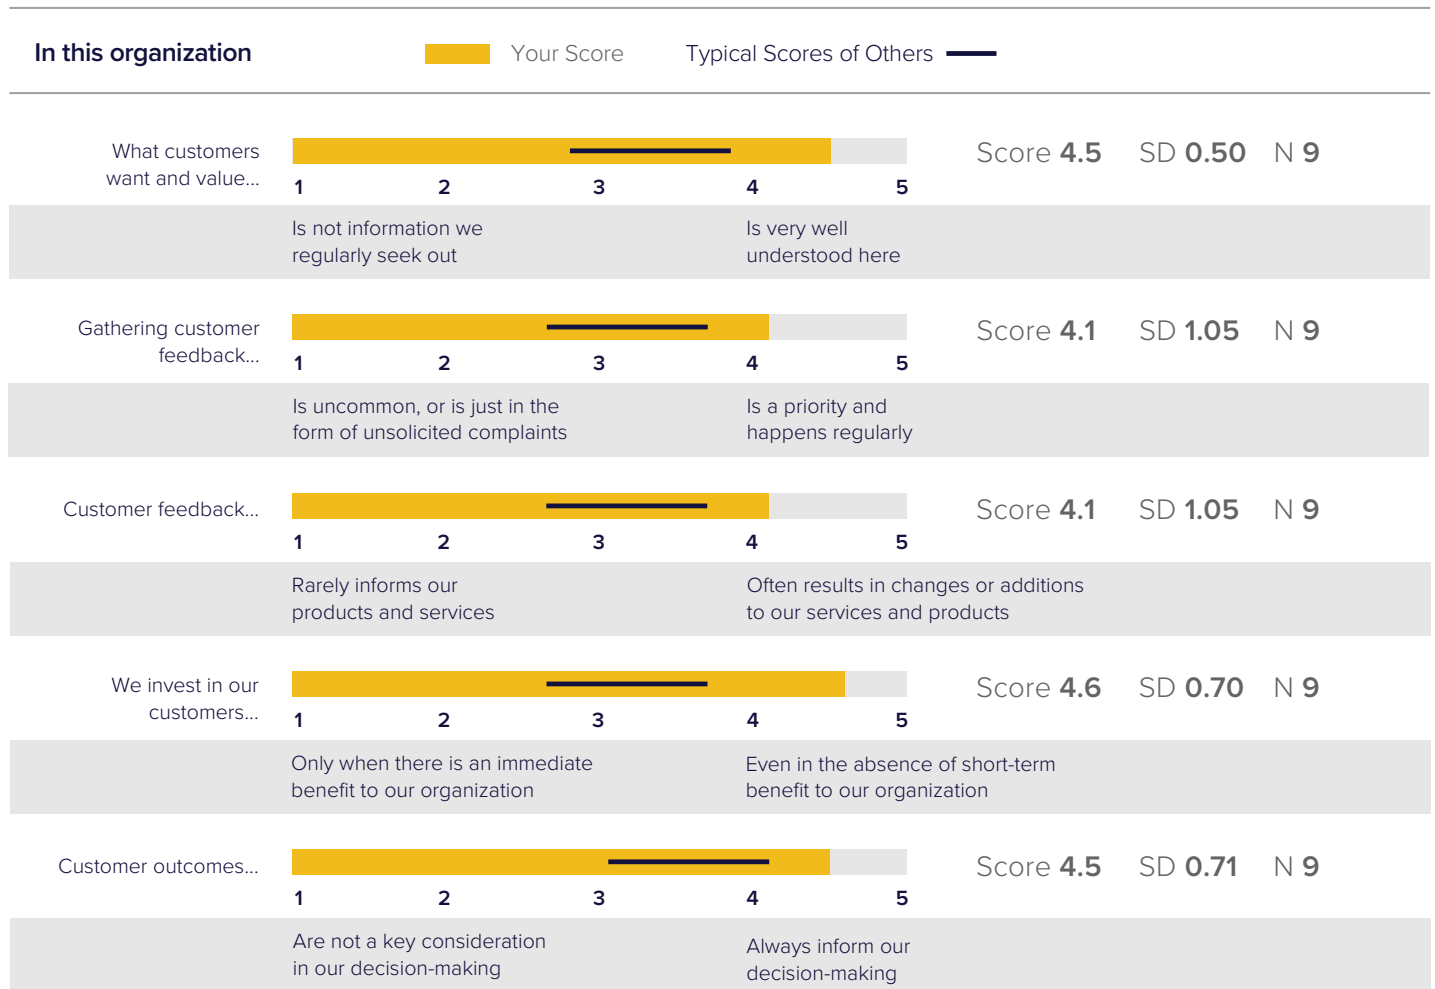 In this organization
Your Score
Typical Scores of Others
What customers
want and value...
1 2 3 4 5
Score 4.5 SD 0.50 N 9
Is not information we
regularly seek out
Is very well
understood here
Gathering customer
feedback...
1 2 3 4 5
Score 4.1 SD 1.05 N 9
Is uncommon, or is just in the
form of unsolicited complaints
Is a priority and
happens regularly
Customer feedback...
1 2 3 4 5
Score 4.1 SD 1.05 N 9
Rarely informs our
products and services
Often results in changes or additions
to our services and products
We invest in our
customers...
1 2 3 4 5
Score 4.6 SD 0.70 N 9
Only when there is an immediate
benefit to our organization
Even in the absence of short-term
benefit to our organization
Customer outcomes...
1 2 3 4 5
Score 4.5 SD 0.71 N 9
Are not a key consideration
in our decision-making
Always inform our
decision-making